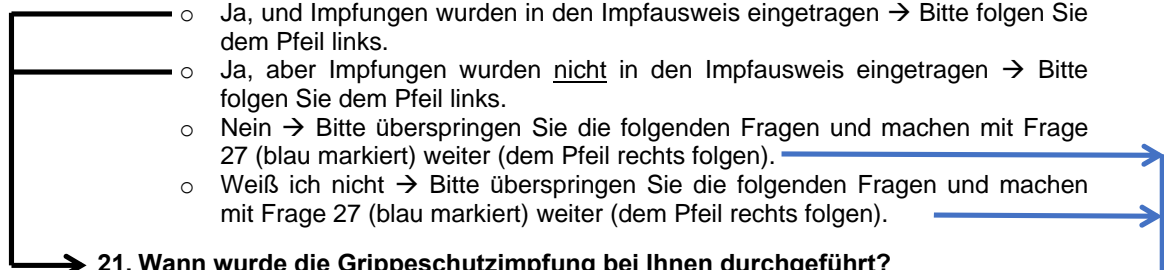 o Ja, und Impfungen wurden in den Impfausweis eingetragen → Bitte folgen Sie
dem Pfeil links.
o Ja, aber Impfungen wurden nicht in den Impfausweis eingetragen → Bitte
folgen Sie dem Pfeil links.
o Nein → Bitte überspringen Sie die folgenden Fragen und machen mit Frage
27 (blau markiert) weiter (dem Pfeil rechts folgen).
o Weiß ich nicht → Bitte überspringen Sie die folgenden Fragen und machen
mit Frage 27 (blau markiert) weiter (dem Pfeil rechts folgen).
21. Wann wurde die Grippeschutzimpfung bei Ihnen durchgeführt?